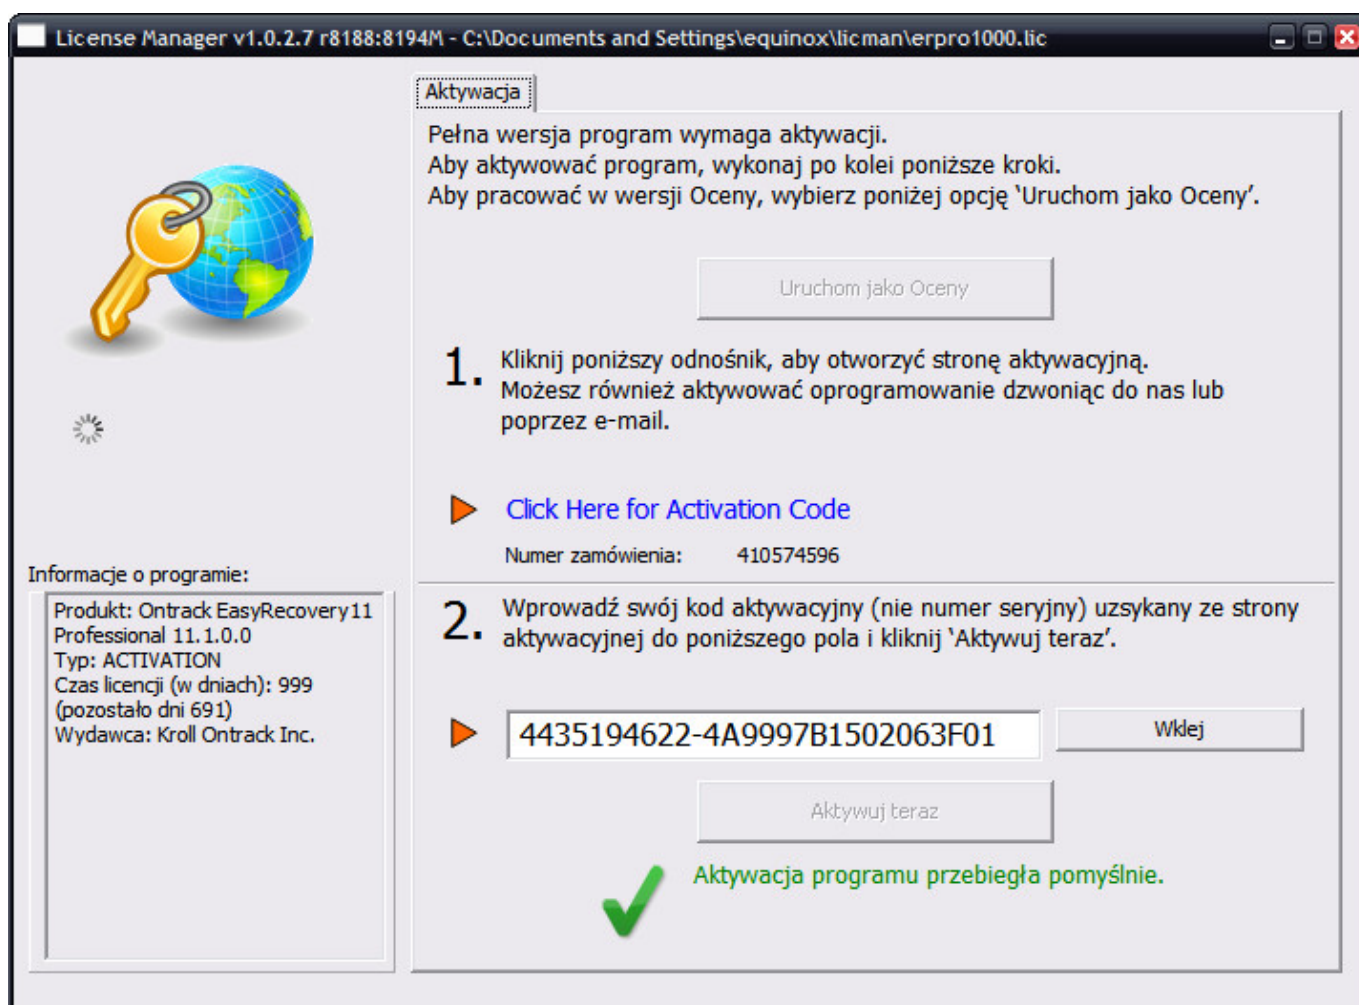 License Manager v1.0.2.7 r8188:8194M - C:\Documents and Settings\equinox\licman\erpro1000.lic
Aktywacja
Pełna wersja program wymaga aktywacji.
Aby aktywować program, wykonaj po kolei poniższe kroki.
Aby pracować w wersji Oceny, wybierz poniżej opcję ‘Uruchom jako Oceny’.
Uruchom jako Oceny
1. Kliknij poniższy odnośnik, aby otworzyć stronę aktywacyjną.
Możesz również aktywować oprogramowanie dzwoniąc do nas lub
poprzez e-mail.
Click Here for Activation Code
Numer zamówienia: 410574596
Informacje o programie:
Produkt: Ontrack EasyRecovery11
Professional 11.1.0.0
Typ: ACTIVATION
Czas licencji (w dniach): 999
(pozostało dni 691)
Wydawca: Kroll Ontrack Inc.
2. Wprowadź swój kod aktywacyjny (nie numer seryjny) uzsykany ze strony
aktywacyjnej do poniższego pola i kliknij ‘Aktywuj teraz’.
4435194622-4A9997B1502063F01
Wklej
Aktywuj teraz
Aktywacja programu przebiegła pomyślnie.